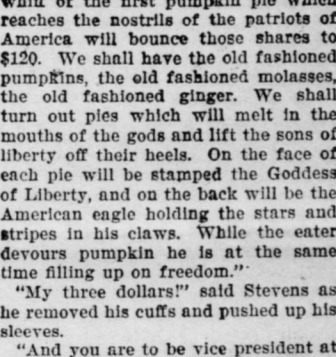 whiff of the first pumpkin pie which
reaches the nostrils of the patriots of
America will bounce those shares to
$120. We shall have the old fashioned
pumpkins, the old fashioned molasses,
the old fashioned ginger. We shall
turn out pies which will melt in the
mouths of the gods and lift the sons of
liberty off their heels. On the face of
each pie will be stamped the Goddess
of Liberty, and on the back will be the
American eagle holding the stars and
stripes in his claws. While the eater
devours pumpkin he is at the same
time filling up on freedom."
"My three dollars!" said Stevens as
he removed his cuffs and pushed up his
sleeves.
"And you are to be vice president at